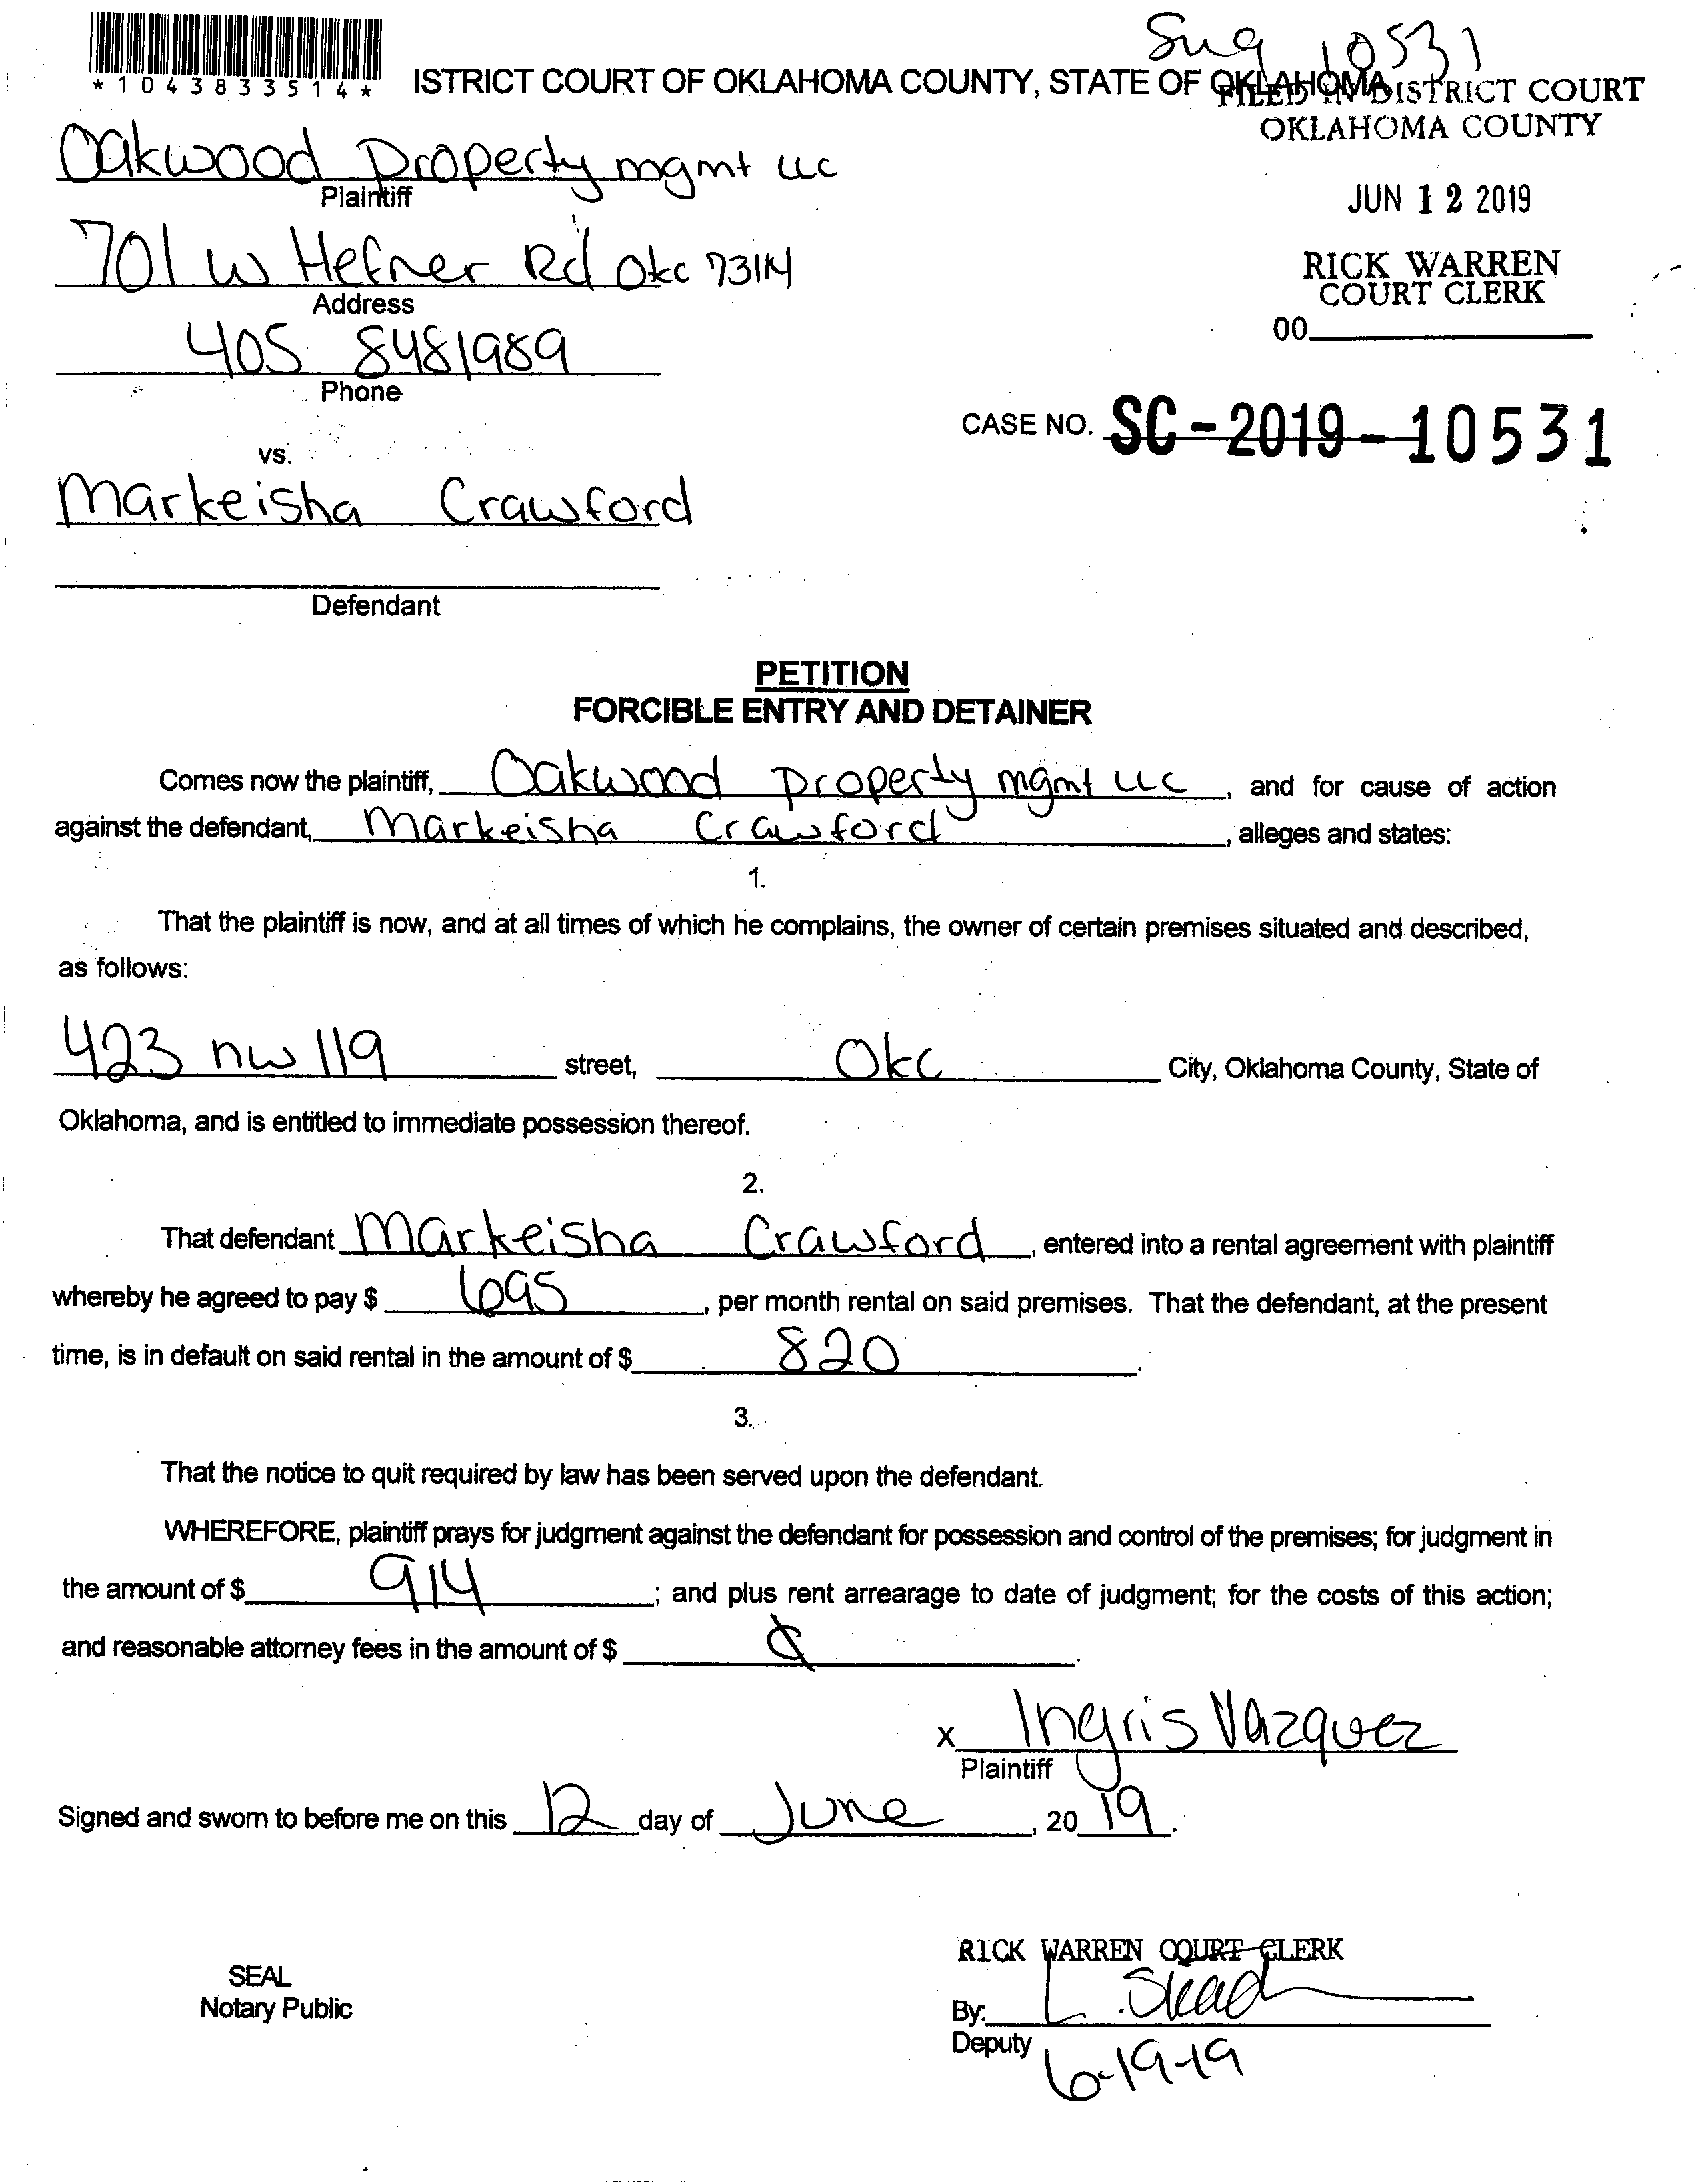 Sug 10531
*1043833514*
ISTRICT COURT OF OKLAHOMA COUNTY, STATE OF OKLAHOMA
FILED IN DISTRICT COURT
OKLAHOMA COUNTY
Oakwood Property mgmt LLC
Plaintiff
JUN 12 2019
701 W Hefner Rd Okc 73114
Address
RICK WARREN
COURT CLERK
00
405 8481989
Phone
CASE NO. SC-2019-10531
vs.
Markeisha Crawford
Defendant
PETITION
FORCIBLE ENTRY AND DETAINER
Comes now the plaintiff, Oakwood property mgmt LLC, and for cause of action
against the defendant, Markeisha Crawford, alleges and states:
1.
That the plaintiff is now, and at all times of which he complains, the owner of certain premises situated and described,
as follows:
423 nw 119 street, Okc City, Oklahoma County, State of
Oklahoma, and is entitled to immediate possession thereof.
2.
That defendant Markeisha Crawford, entered into a rental agreement with plaintiff
whereby he agreed to pay $ 695, per month rental on said premises. That the defendant, at the present
time, is in default on said rental in the amount of $ 820.
3.
That the notice to quit required by law has been served upon the defendant.
WHEREFORE, plaintiff prays for judgment against the defendant for possession and control of the premises; for judgment in
the amount of $ 914; and plus rent arrearage to date of judgment; for the costs of this action;
and reasonable attorney fees in the amount of $ .
x Ingris Vazquez
Plaintiff
Signed and sworn to before me on this 12 day of June, 20 19.
RICK WARREN COURT CLERK
SEAL
Notary Public
By: L.
Deputy
6-19-19